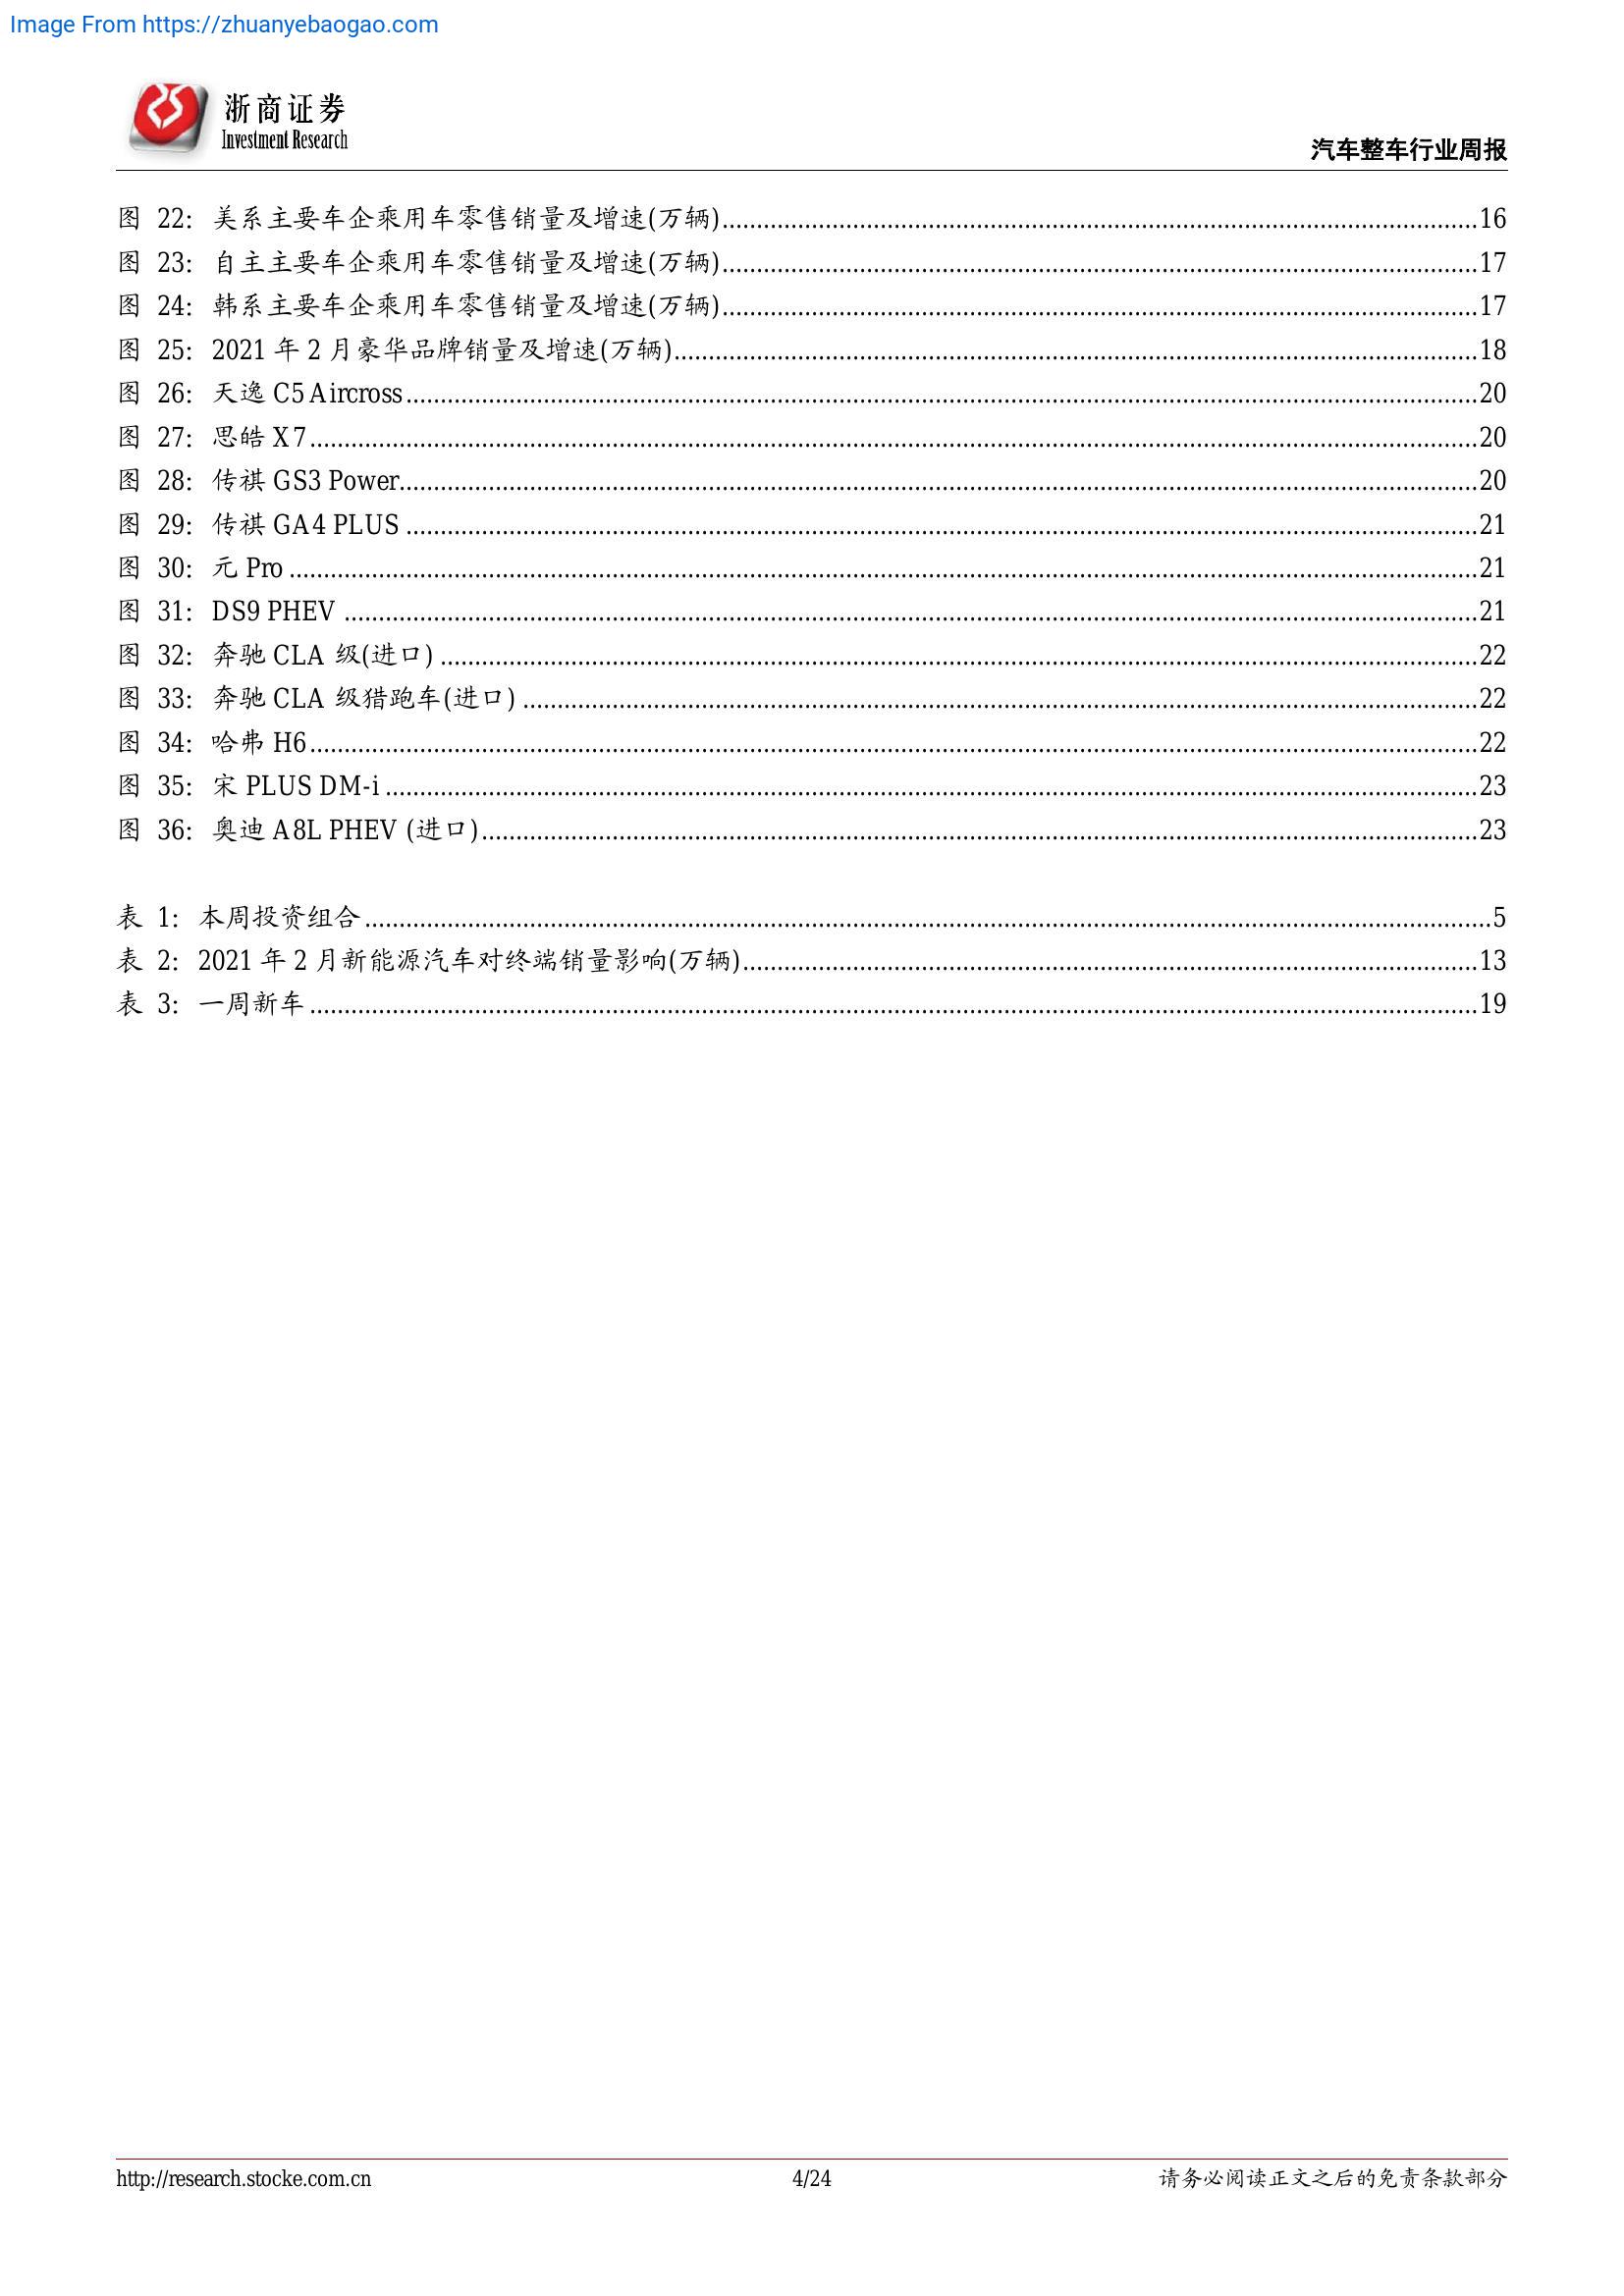 Image From https://zhuanyebaogao.com
浙商证券
Investment Research
汽车整车行业周报
图 22: 美系主要车企乘用车零售销量及增速(万辆)......16
图 23: 自主主要车企乘用车零售销量及增速(万辆)......17
图 24: 韩系主要车企乘用车零售销量及增速(万辆)......17
图 25: 2021 年 2 月豪华品牌销量及增速(万辆)......18
图 26: 天逸 C5 Aircross......20
图 27: 思皓 X7......20
图 28: 传祺 GS3 Power......20
图 29: 传祺 GA4 PLUS ......21
图 30: 元 Pro ......21
图 31: DS9 PHEV ......21
图 32: 奔驰 CLA 级(进口) ......22
图 33: 奔驰 CLA 级猎跑车(进口) ......22
图 34: 哈弗 H6......22
图 35: 宋 PLUS DM-i ......23
图 36: 奥迪 A8L PHEV (进口)......23
表 1: 本周投资组合......5
表 2: 2021 年 2 月新能源汽车对终端销量影响(万辆)......13
表 3: 一周新车......19
http://research.stocke.com.cn
4/24
请务必阅读正文之后的免责条款部分